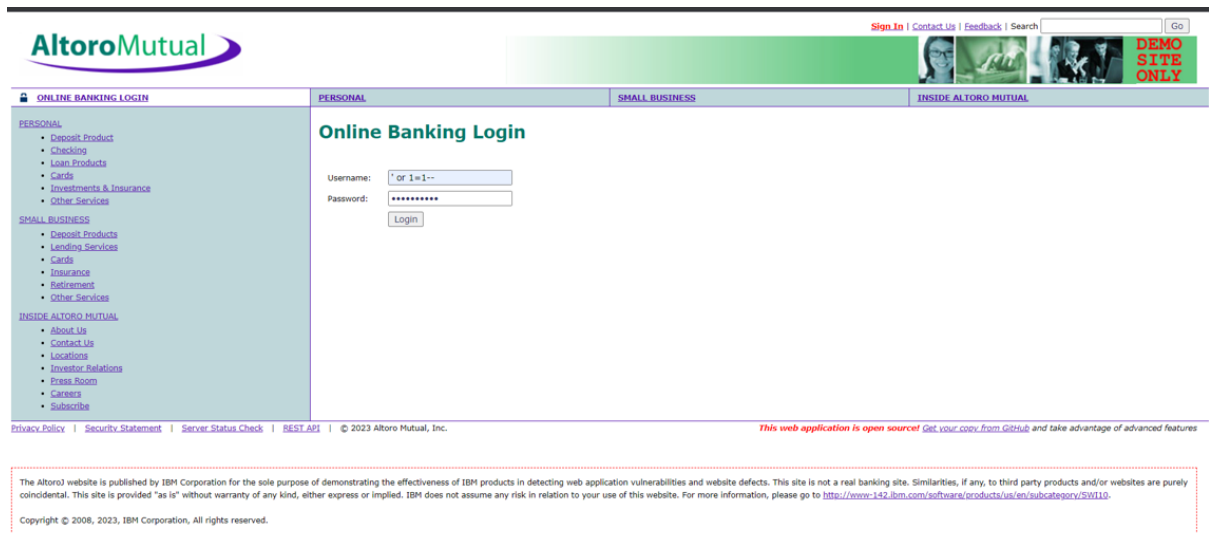 Sign In | Contact Us | Feedback | Search Go
AltoroMutual
DEMO
SITE
ONLY
ONLINE BANKING LOGIN PERSONAL SMALL BUSINESS INSIDE ALTORO MUTUAL
PERSONAL
• Deposit Product
• Checking
• Loan Products
• Cards
• Investments & Insurance
• Other Services
SMALL BUSINESS
• Deposit Products
• Lending Services
• Cards
• Insurance
• Retirement
• Other Services
INSIDE ALTORO MUTUAL
• About Us
• Contact Us
• Locations
• Investor Relations
• Press Room
• Careers
• Subscribe
Online Banking Login
Username: ' or 1=1--
Password: ••••••••••
Login
Privacy Policy | Security Statement | Server Status Check | REST API | © 2023 Altoro Mutual, Inc. This web application is open source! Get your copy from GitHub and take advantage of advanced features
The AltoroJ website is published by IBM Corporation for the sole purpose of demonstrating the effectiveness of IBM products in detecting web application vulnerabilities and website defects. This site is not a real banking site. Similarities, if any, to third party products and/or websites are purely
coincidental. This site is provided "as is" without warranty of any kind, either express or implied. IBM does not assume any risk in relation to your use of this website. For more information, please go to http://www-142.ibm.com/software/products/us/en/subcategory/SWI10.
Copyright © 2008, 2023, IBM Corporation, All rights reserved.